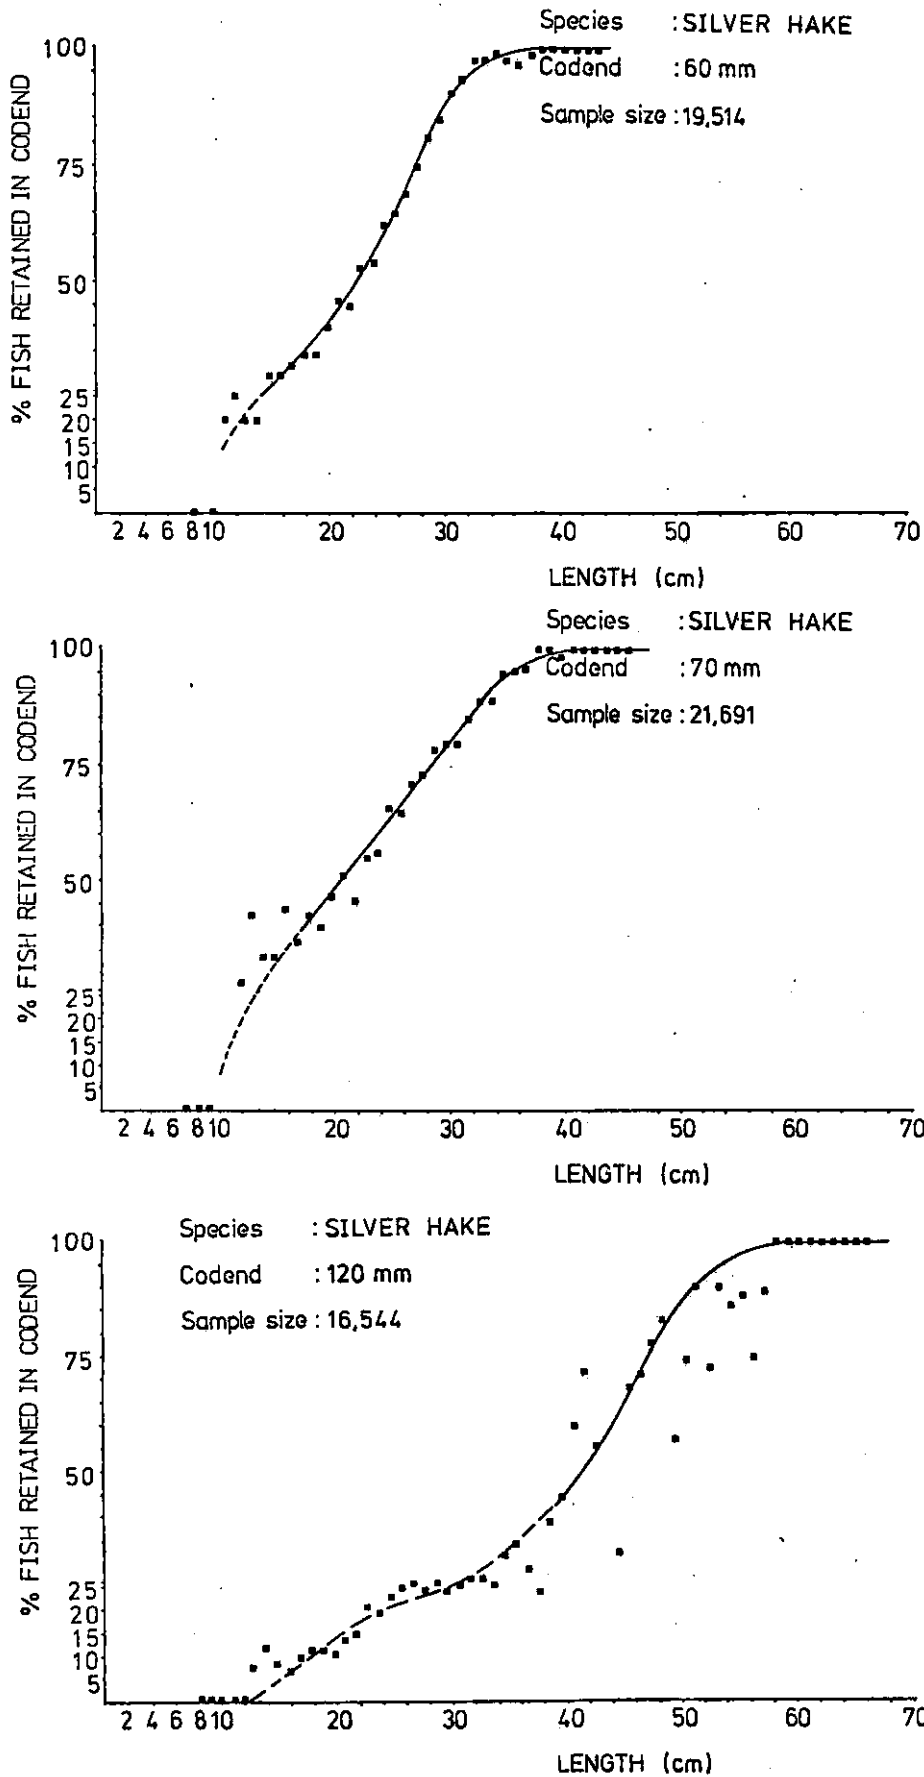 Species : SILVER HAKE
Codend : 60 mm
Sample size : 19,514
% FISH RETAINED IN CODEND
100
75
50
25
20
15
10
5
2 4 6 8 10 20 30 40 50 60 70
LENGTH (cm)
Species : SILVER HAKE
Codend : 70 mm
Sample size : 21,691
% FISH RETAINED IN CODEND
100
75
50
25
20
15
10
5
2 4 6 8 10 20 30 40 50 60 70
LENGTH (cm)
Species : SILVER HAKE
Codend : 120 mm
Sample size : 16,544
% FISH RETAINED IN CODEND
100
75
50
25
20
15
10
5
2 4 6 8 10 20 30 40 50 60 70
LENGTH (cm)